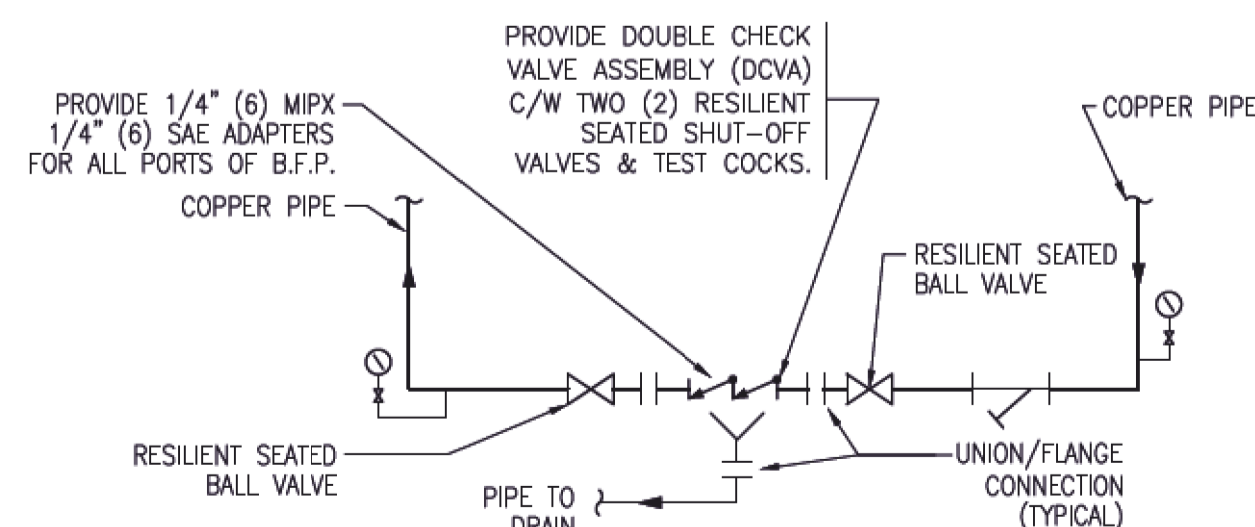 PROVIDE DOUBLE CHECK
VALVE ASSEMBLY (DCVA)
C/W TWO (2) RESILIENT
SEATED SHUT-OFF
VALVES & TEST COCKS.
PROVIDE 1/4" (6) MIPX
1/4" (6) SAE ADAPTERS
FOR ALL PORTS OF B.F.P.
COPPER PIPE
COPPER PIPE
RESILIENT SEATED
BALL VALVE
RESILIENT SEATED
BALL VALVE
UNION/FLANGE
CONNECTION
(TYPICAL)
PIPE TO
DRAIN